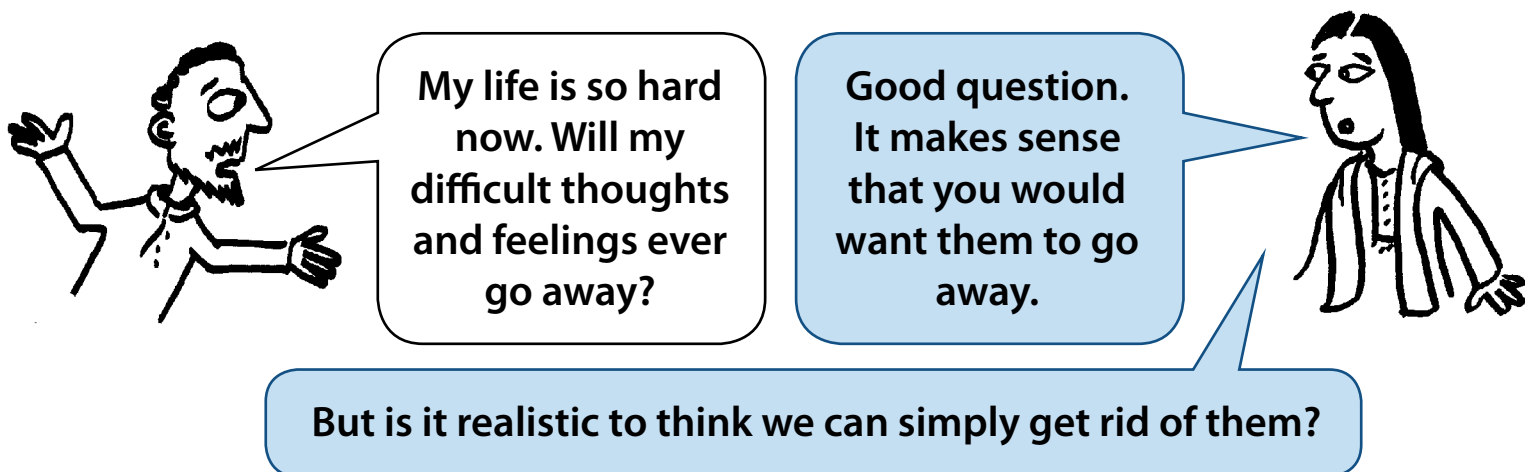 My life is so hard
now. Will my
difficult thoughts
and feelings ever
go away?
Good question.
It makes sense
that you would
want them to go
away.
But is it realistic to think we can simply get rid of them?